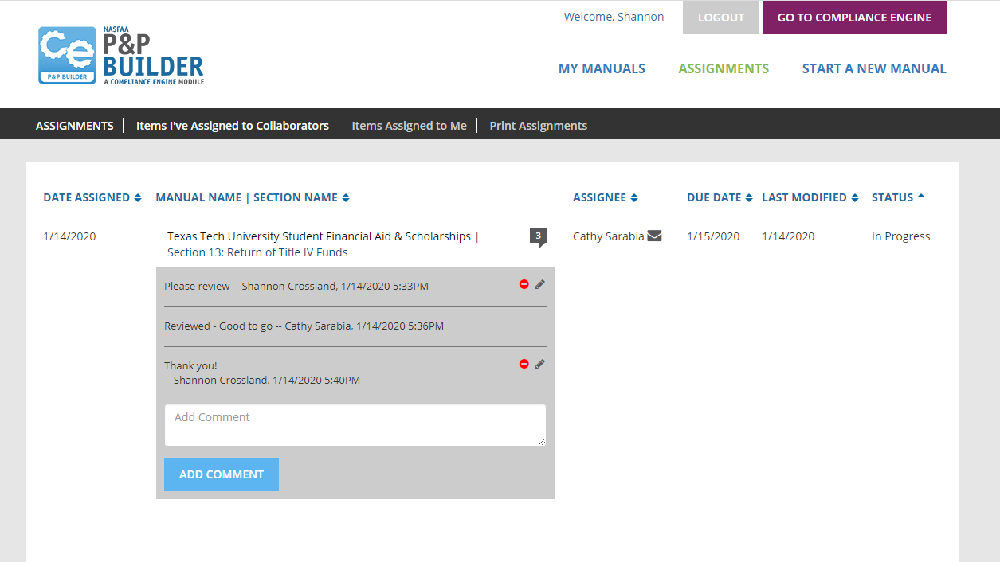 Welcome, Shannon
LOGOUT
GO TO COMPLIANCE ENGINE
Ce
P&P BUILDER
NASFAA
P&P
BUILDER
A COMPLIANCE ENGINE MODULE
MY MANUALS
ASSIGNMENTS
START A NEW MANUAL
ASSIGNMENTS
Items I've Assigned to Collaborators
Items Assigned to Me
Print Assignments
DATE ASSIGNED
MANUAL NAME | SECTION NAME
ASSIGNEE
DUE DATE
LAST MODIFIED
STATUS
1/14/2020
Texas Tech University Student Financial Aid & Scholarships |
Section 13: Return of Title IV Funds
3
Cathy Sarabia
1/15/2020
1/14/2020
In Progress
Please review -- Shannon Crossland, 1/14/2020 5:33PM
Reviewed - Good to go -- Cathy Sarabia, 1/14/2020 5:36PM
Thank you!
-- Shannon Crossland, 1/14/2020 5:40PM
Add Comment
ADD COMMENT